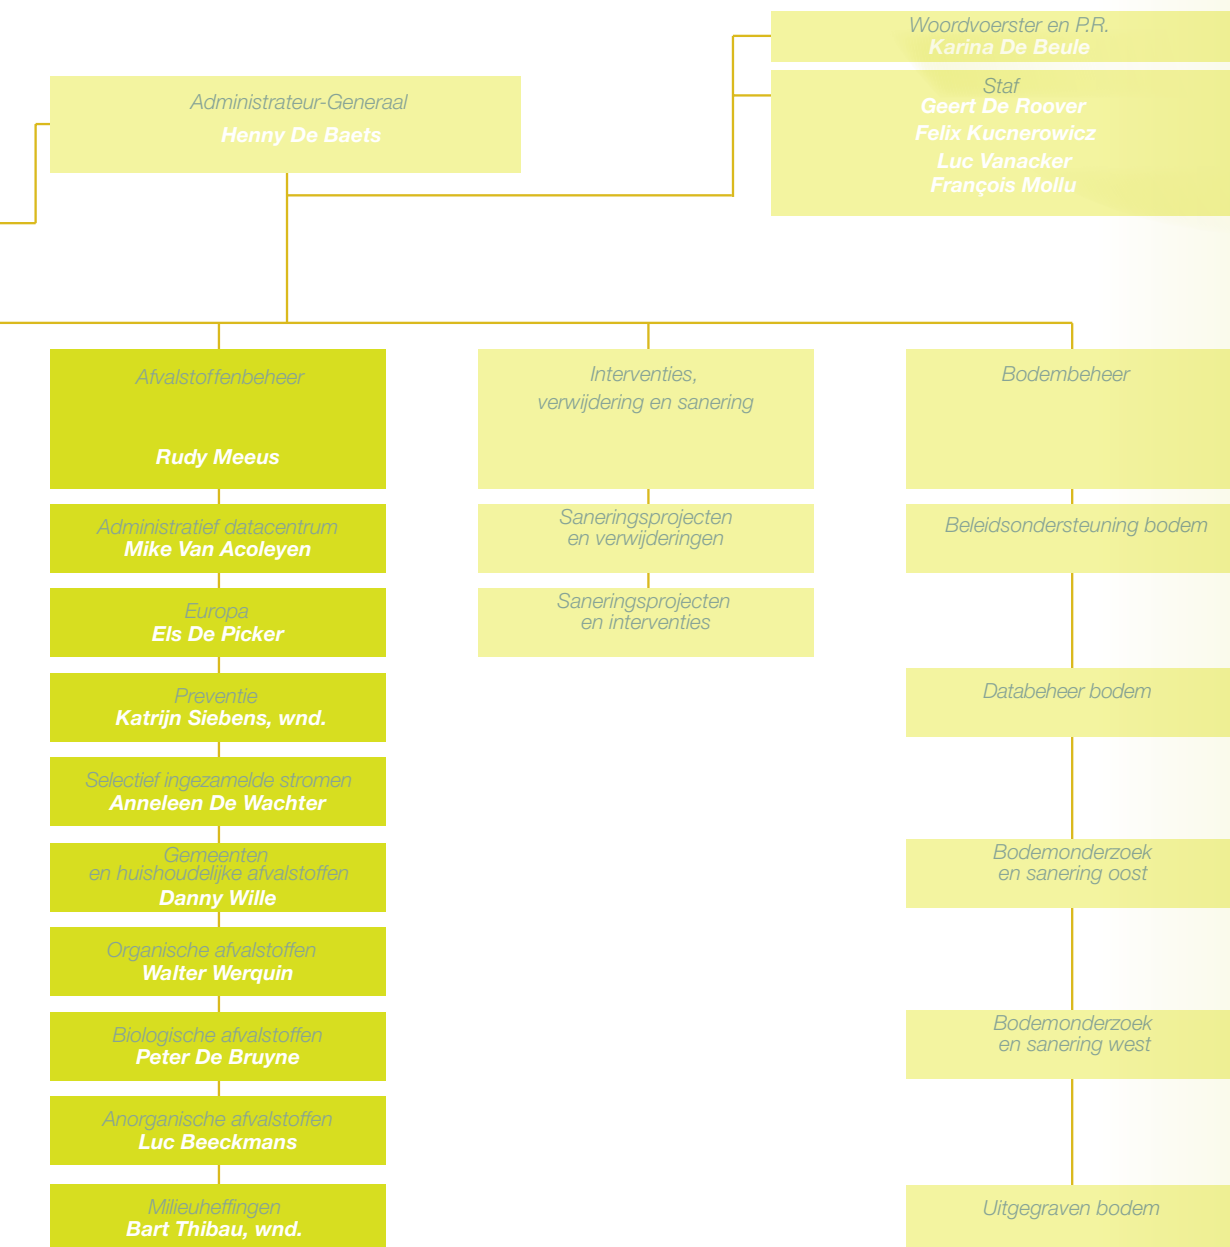 Woordvoerster en P.R.
Karina De Beule
Administrateur-Generaal
Henny De Baets
Staf
Geert De Roover
Felix Kucnerowicz
Luc Vanacker
François Mollu
Afvalstoffenbeheer
Rudy Meeus
Administratief datacentrum
Mike Van Acoleyen
Europa
Els De Picker
Preventie
Katrijn Siebens, wnd.
Selectief ingezamelde stromen
Anneleen De Wachter
Gemeenten
en huishoudelijke afvalstoffen
Danny Wille
Organische afvalstoffen
Walter Werquin
Biologische afvalstoffen
Peter De Bruyne
Anorganische afvalstoffen
Luc Beeckmans
Milieuheffingen
Bart Thibau, wnd.
Interventies,
verwijdering en sanering
Saneringsprojecten
en verwijderingen
Saneringsprojecten
en interventies
Bodembeheer
Beleidsondersteuning bodem
Databeheer bodem
Bodemonderzoek
en sanering oost
Bodemonderzoek
en sanering west
Uitgegraven bodem